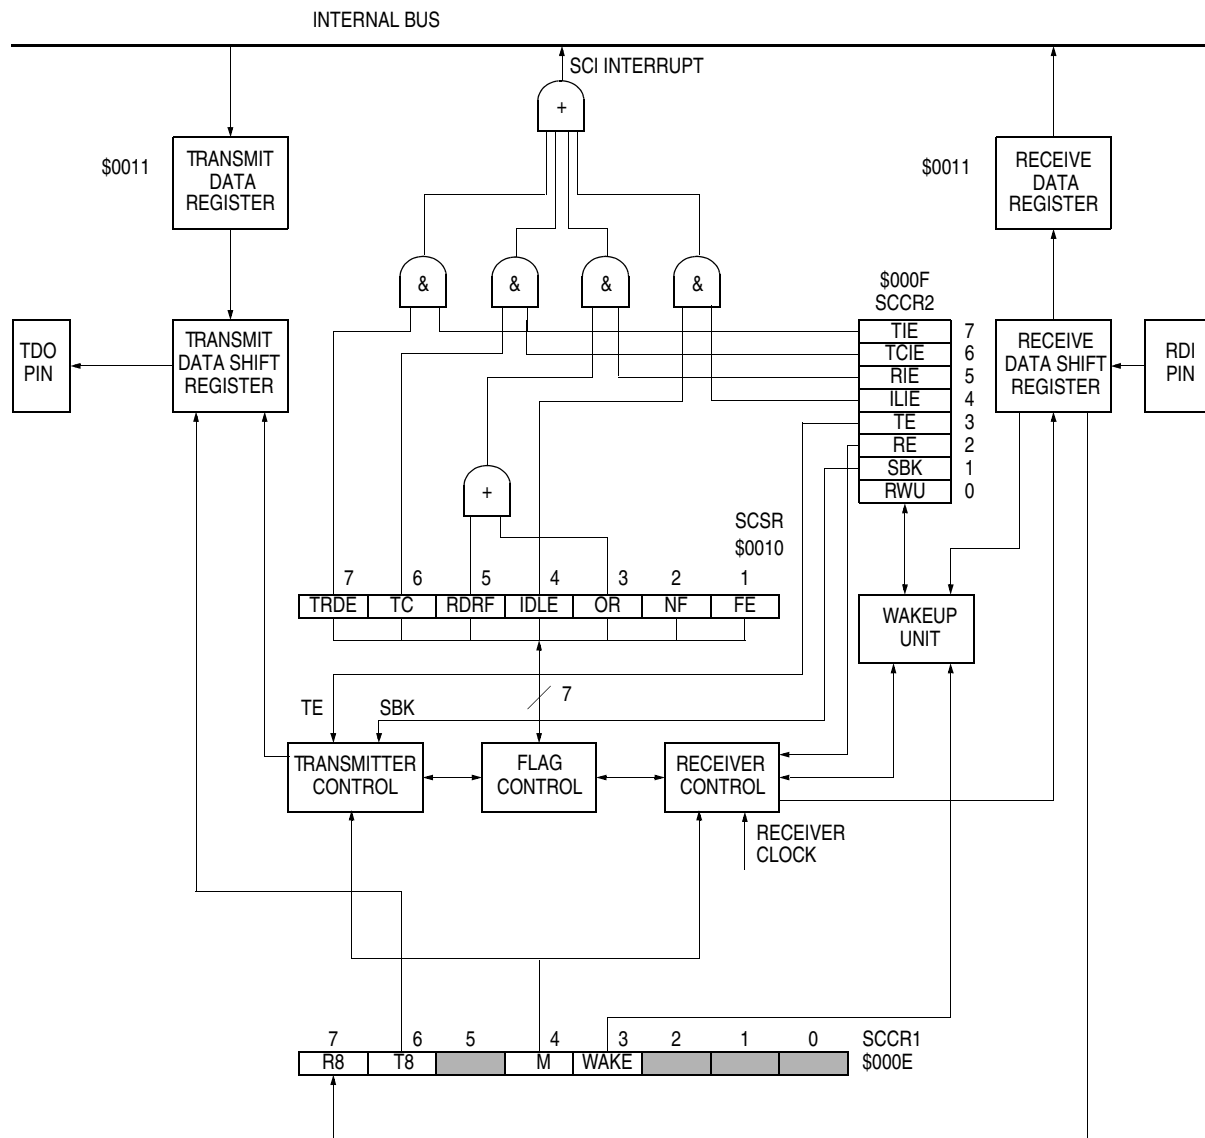 INTERNAL BUS
SCI INTERRUPT
+
$0011
TRANSMIT
DATA
REGISTER
$0011
RECEIVE
DATA
REGISTER
&
&
&
&
$000F
SCCR2
TDO
PIN
TRANSMIT
DATA SHIFT
REGISTER
TIE 7
TCIE 6
RIE 5
ILIE 4
TE 3
RE 2
SBK 1
RWU 0
RECEIVE
DATA SHIFT
REGISTER
RDI
PIN
+
SCSR
$0010
7 6 5 4 3 2 1
TRDE TC RDRF IDLE OR NF FE
WAKEUP
UNIT
7
TE
SBK
TRANSMITTER
CONTROL
FLAG
CONTROL
RECEIVER
CONTROL
RECEIVER
CLOCK
7 6 5 4 3 2 1 0 SCCR1
R8 T8 M WAKE $000E